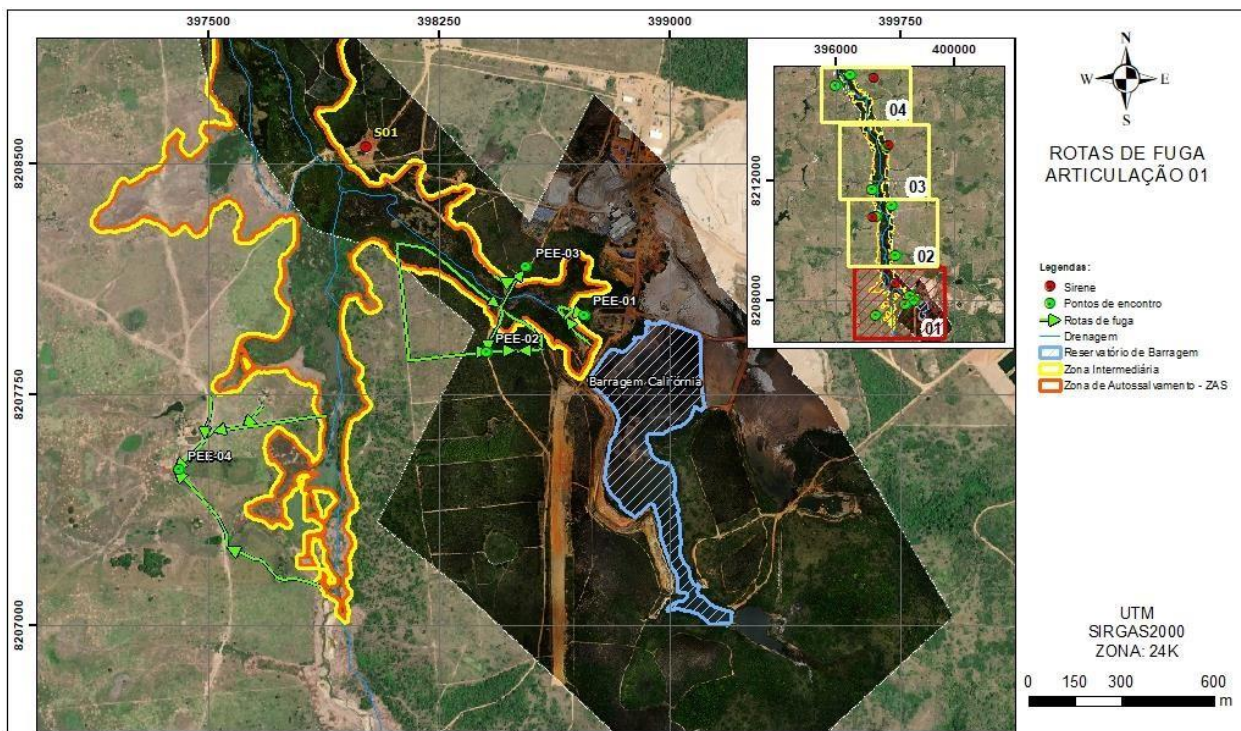 397500 398250 399000 399750
396000 400000
N
W E
S
S01
04
8208500
ROTAS DE FUGA
ARTICULAÇÃO 01
8212000
03
PEE-03
02
Legendas:
PEE-01
Sirene
8208000
Pontos de encontro
01
Rotas de fuga
PEE-02
Drenagem
Reservatório de Barragem
Barragem Califórnia
Zona Intermediária
8207750
Zona de Autossalvamento - ZAS
PEE-04
8207000
UTM
SIRGAS2000
ZONA: 24K
0 150 300 600
m